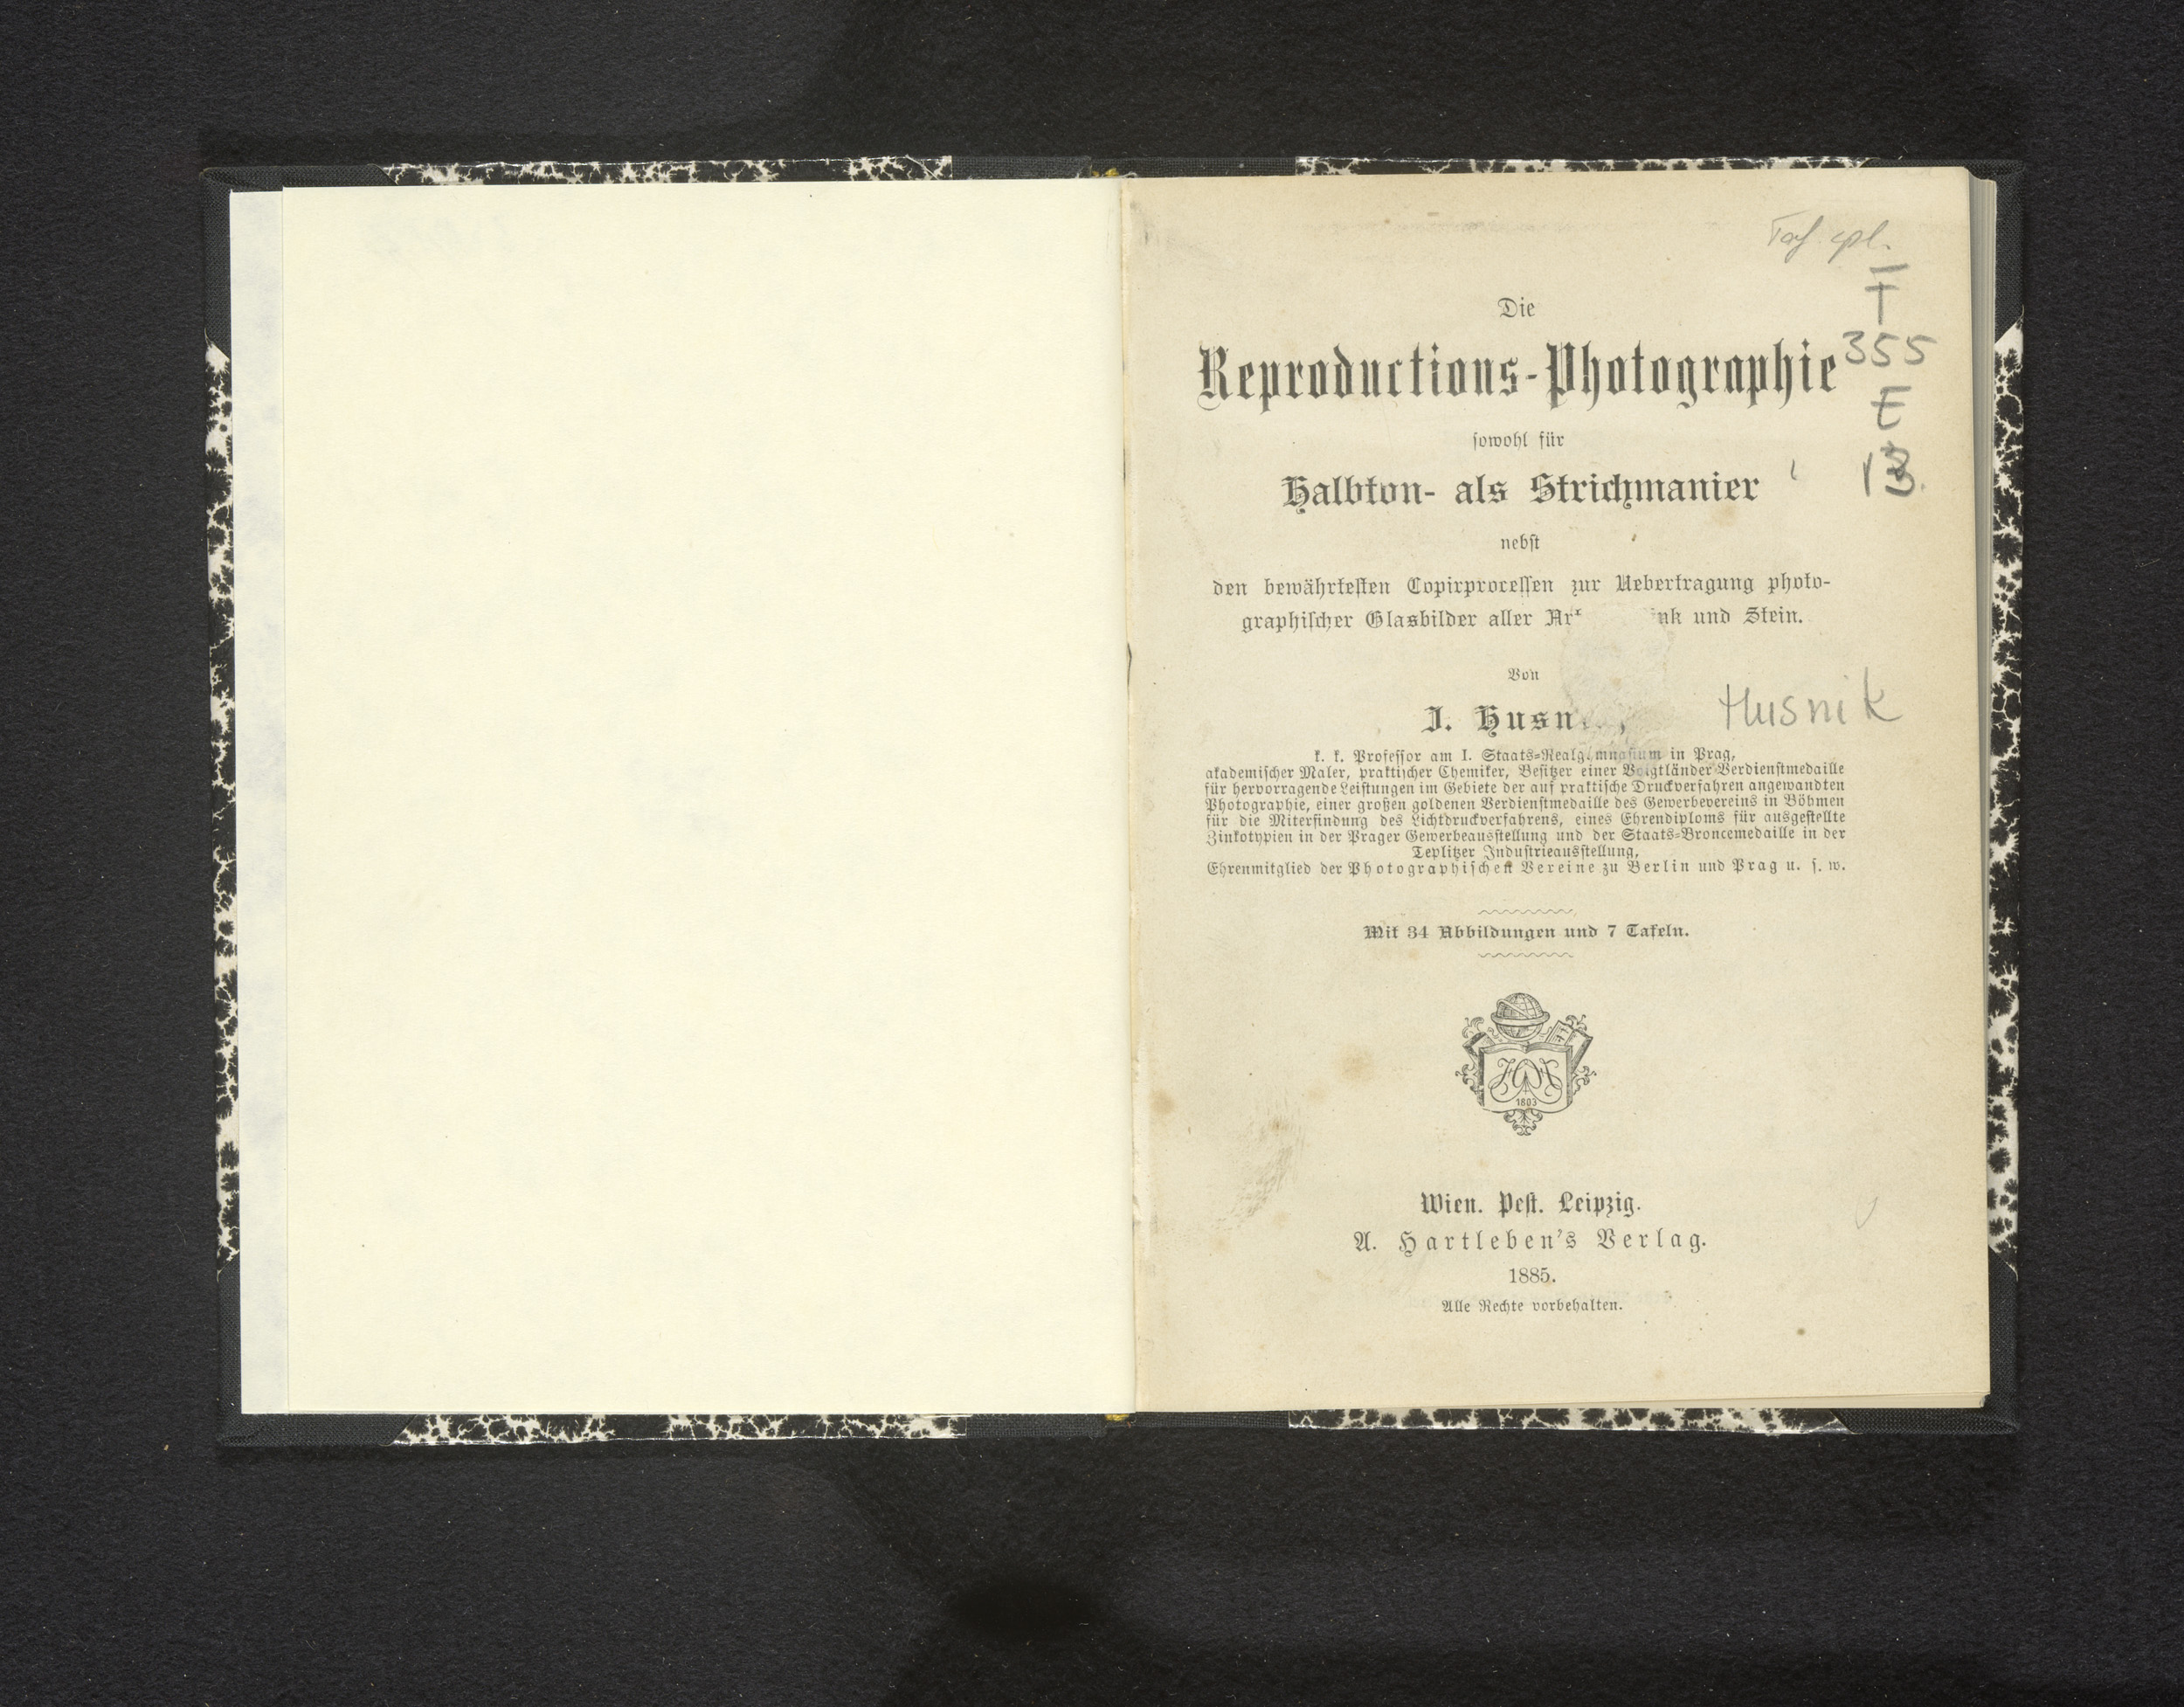 Taf. cpl.
T
355
E
13.
Die
Reproductions-Photographie
sowohl für
Halbton- als Strichmanier
nebst
den bewährtesten Copirprocessen zur Uebertragung photo-
graphischer Glasbilder aller und Stein.
Von
J.
Husnik
k. k. Professor am I. Staats-Realgymnasium in Prag,
akademischer Maler, praktischer Chemiker, Besitzer einer Voigtländer Verdienstmedaille
für hervorragende Leistungen im Gebiete der auf praktische Druckverfahren angewandten
Photographie, einer großen goldenen Verdienstmedaille des Gewerbevereins in Böhmen
für die Miterfindung des Lichtdruckverfahrens, eines Ehrendiploms für ausgestellte
Zinkotypien in der Prager Gewerbeausstellung und der Staats-Broncemedaille in der
Teplitzer Industrieausstellung,
Ehrenmitglied der Photographischen Vereine zu Berlin und Prag u. s. w.
Mit 34 Abbildungen und 7 Tafeln.
1803
Wien. Pest. Leipzig.
A. Hartleben's Verlag.
1885.
Alle Rechte vorbehalten.